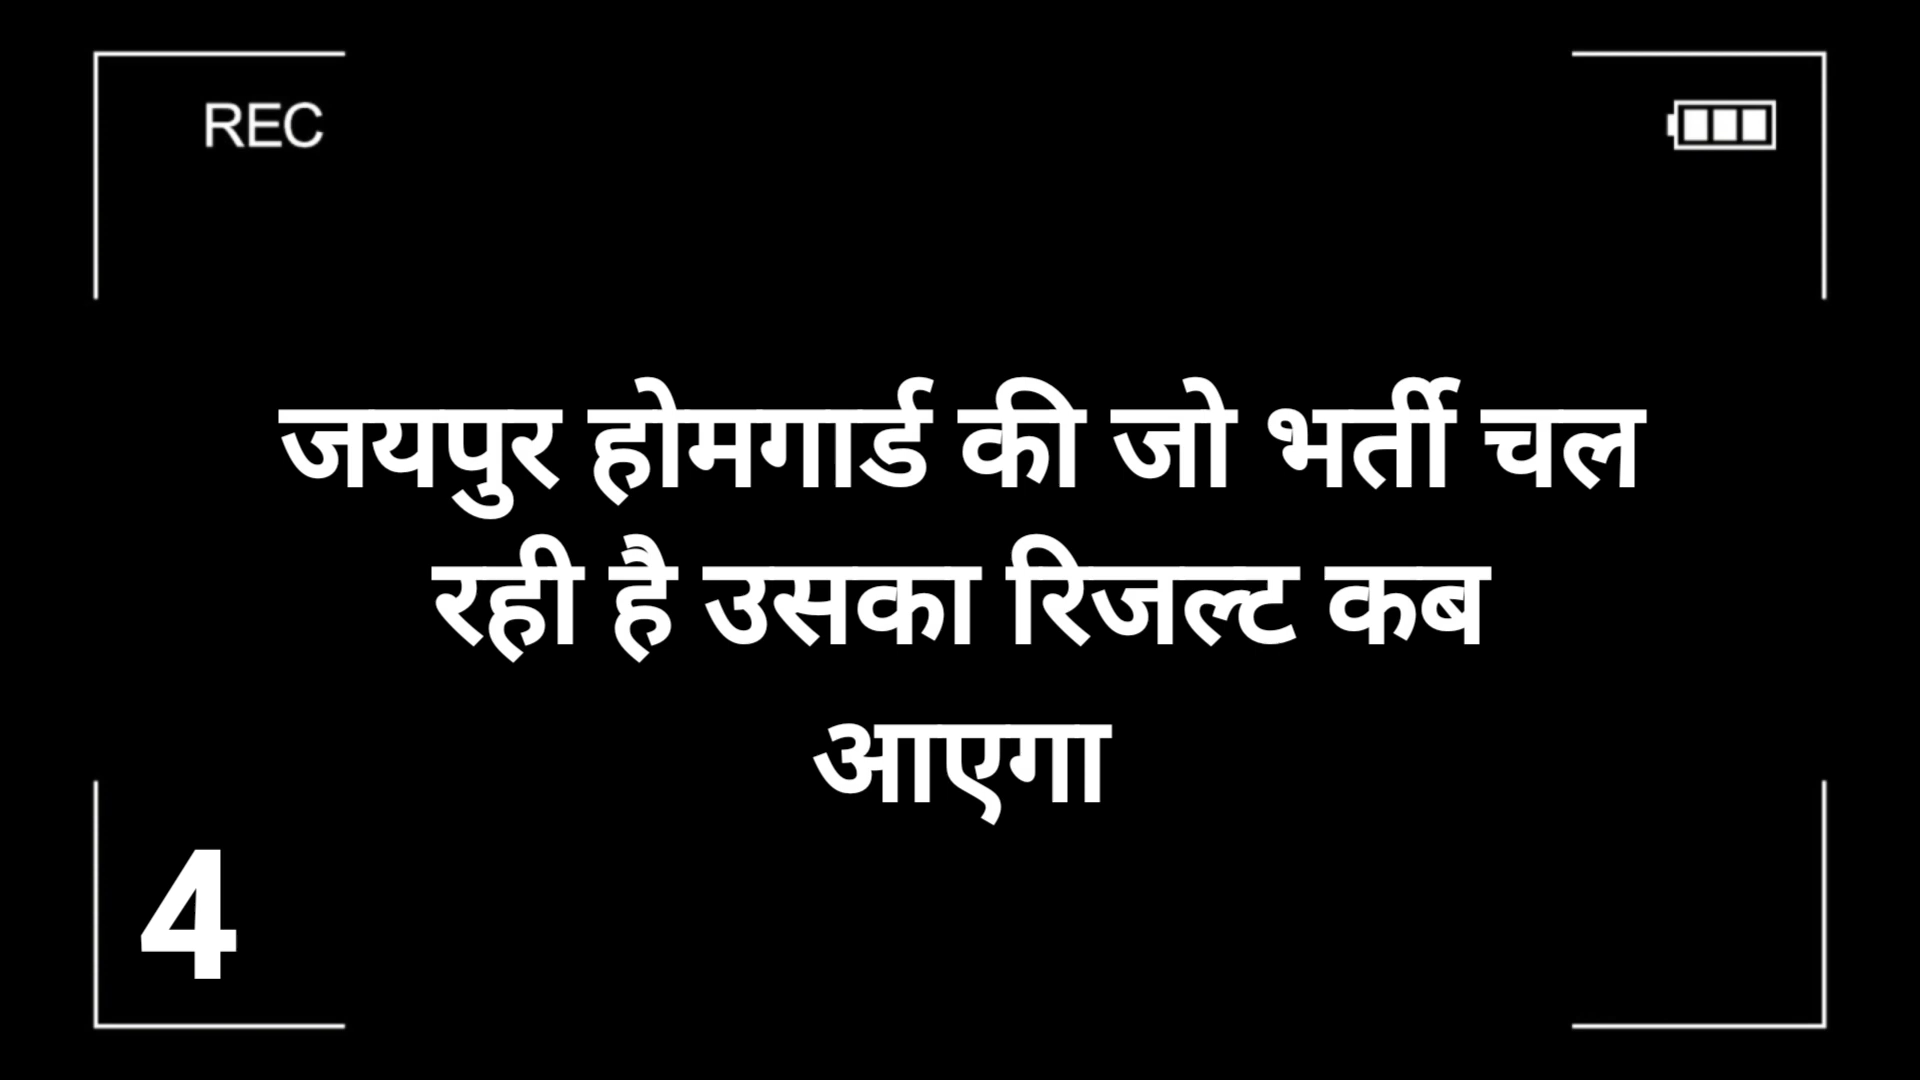 REC
जयपुर होमगार्ड की जो भर्ती चल
रही है उसका रिजल्ट कब
आएगा
4